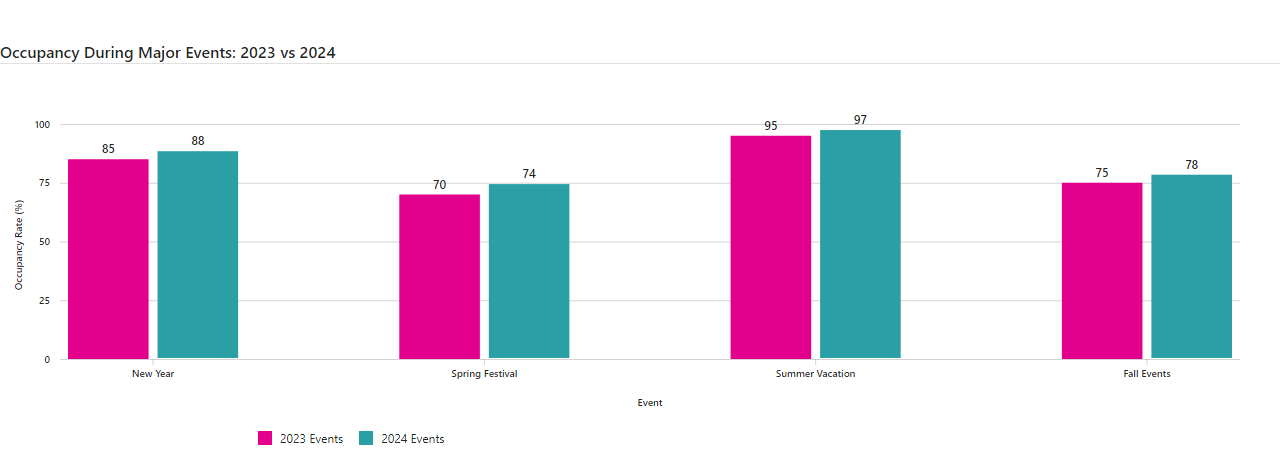 Occupancy During Major Events: 2023 vs 2024
Occupancy Rate (%)
100
75
50
25
0
85
88
70
74
95
97
75
78
New Year
Spring Festival
Summer Vacation
Fall Events
Event
2023 Events
2024 Events